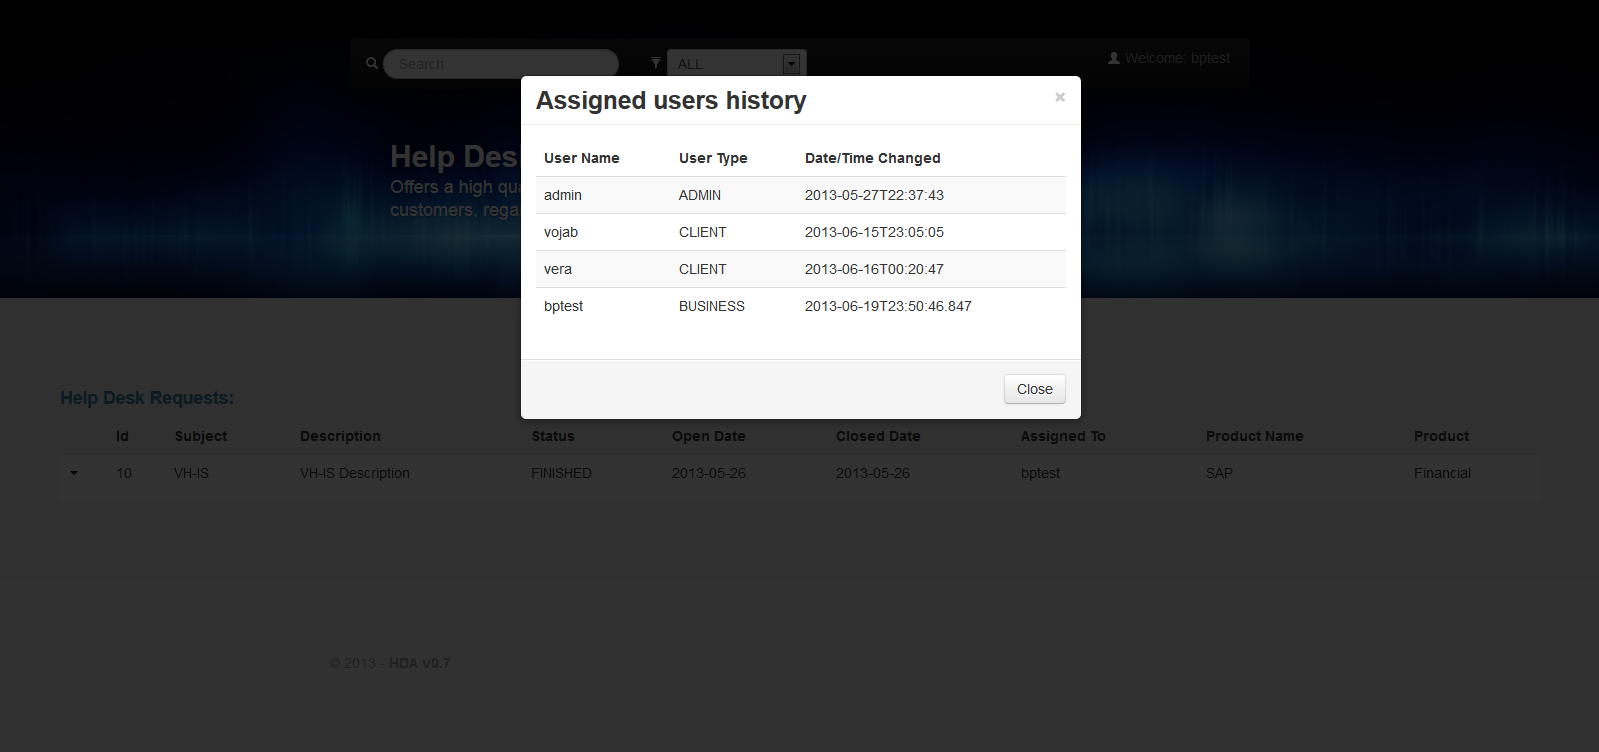 Search
ALL
Welcome: bptest
Assigned users history
×
User Name User Type Date/Time Changed
admin ADMIN 2013-05-27T22:37:43
vojab CLIENT 2013-06-15T23:05:05
vera CLIENT 2013-06-16T00:20:47
bptest BUSINESS 2013-06-19T23:50:46.847
Close
Help Des
Offers a high qua
customers, rega
Help Desk Requests:
Id Subject Description Status Open Date Closed Date Assigned To Product Name Product
10 VH-IS VH-IS Description FINISHED 2013-05-26 2013-05-26 bptest SAP Financial
© 2013 - HDA v0.7